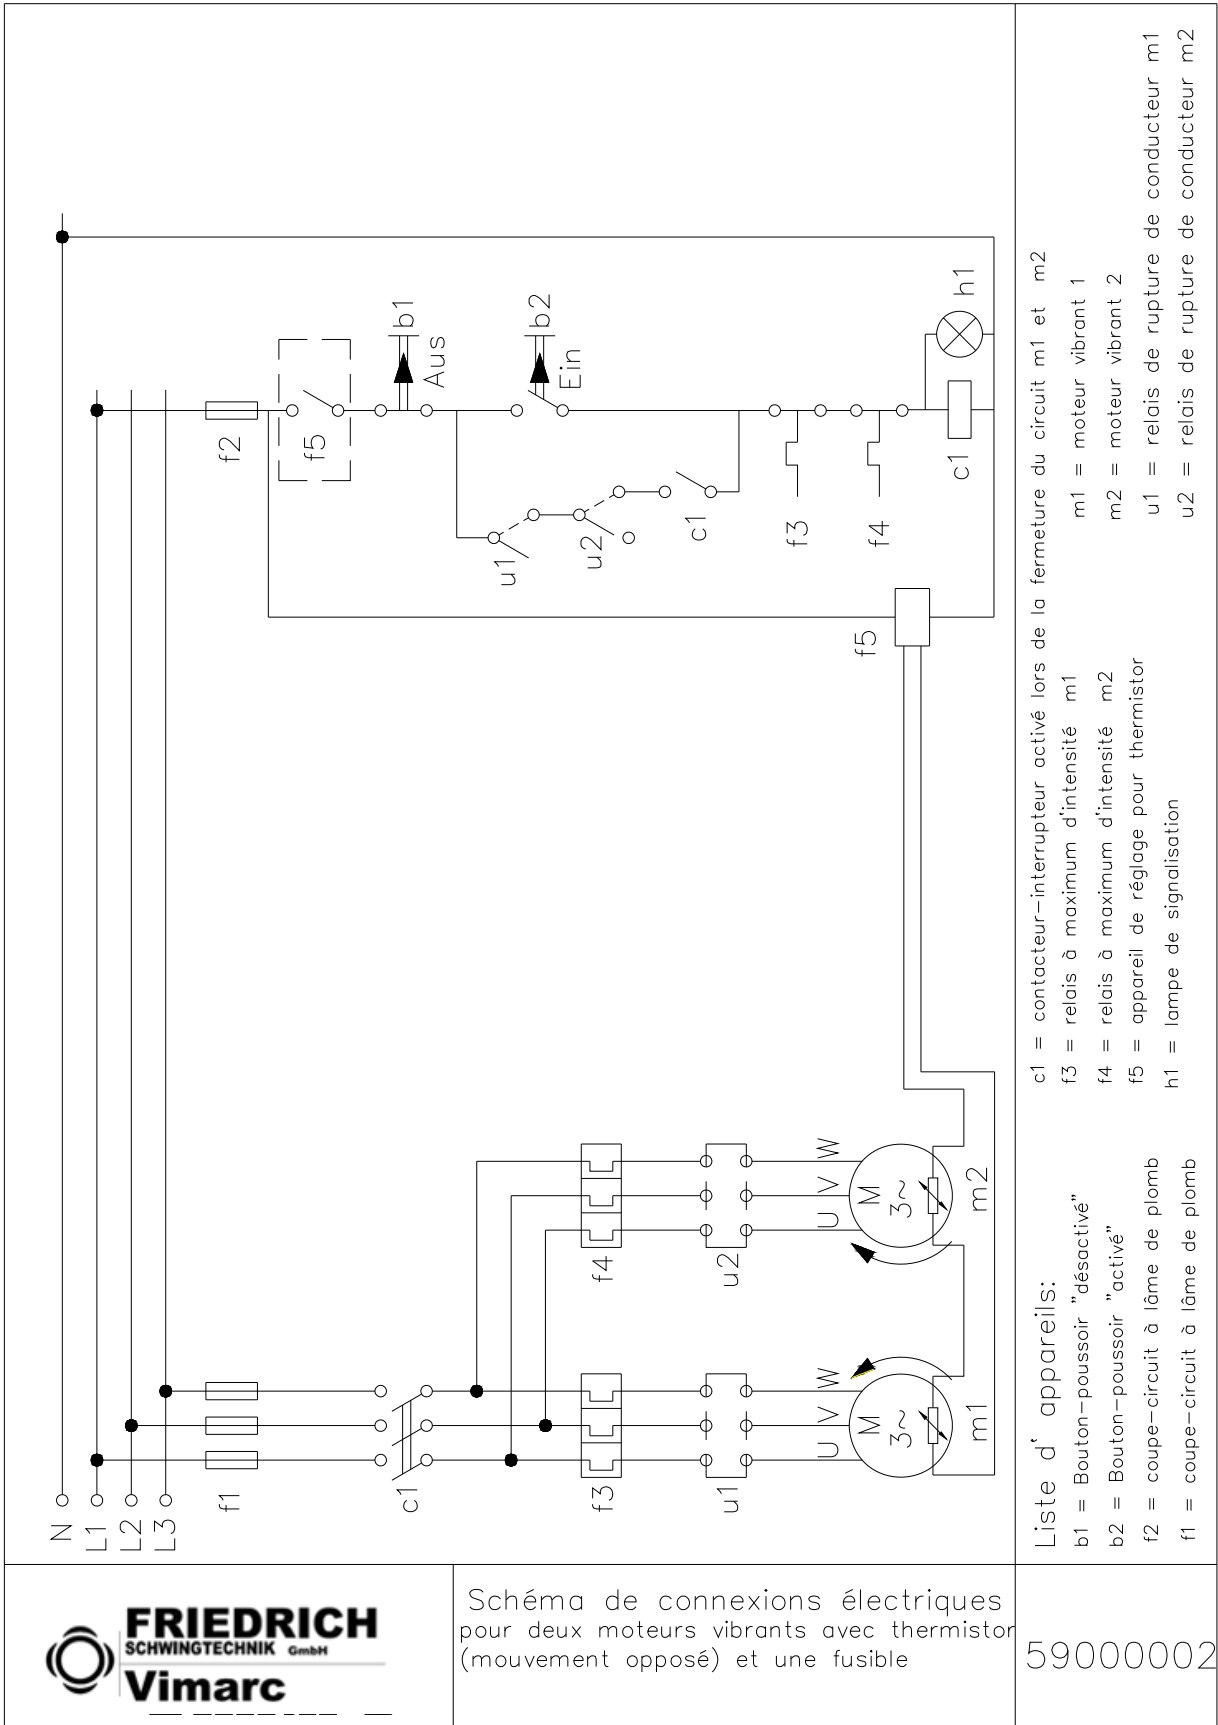 N
L1
L2
L3
f1
c1
f3
u1
U
V
W
M
3~
m1
f4
u2
U
V
W
M
3~
m2
f5
f2
f5
b1
Aus
b2
Ein
u1
u2
c1
f3
f4
c1
h1
Liste d' appareils:
b1 = Bouton-poussoir "désactivé"
b2 = Bouton-poussoir "activé"
f2 = coupe-circuit à lâme de plomb
f1 = coupe-circuit à lâme de plomb
c1 = contacteur-interrupteur activé lors de la fermeture du circuit m1 et m2
f3 = relais à maximum d'intensité m1
f4 = relais à maximum d'intensité m2
f5 = appareil de réglage pour thermistor
h1 = lampe de signalisation
m1 = moteur vibrant 1
m2 = moteur vibrant 2
u1 = relais de rupture de conducteur m1
u2 = relais de rupture de conducteur m2
FRIEDRICH
SCHWINGTECHNIK GmbH
Vimarc
Schéma de connexions électriques
pour deux moteurs vibrants avec thermistor
(mouvement opposé) et une fusible
59000002